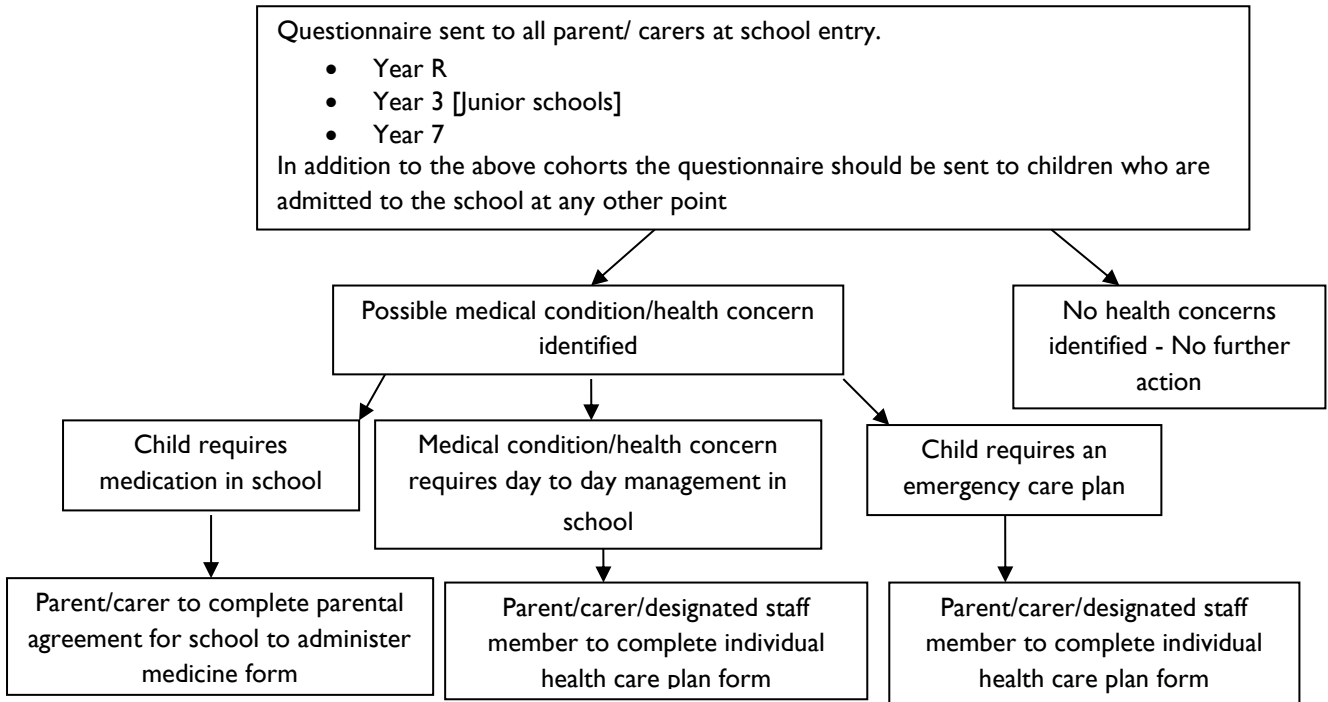 Questionnaire sent to all parent/ carers at school entry.
• Year R
• Year 3 [Junior schools]
• Year 7
In addition to the above cohorts the questionnaire should be sent to children who are
admitted to the school at any other point
Possible medical condition/health concern
identified
No health concerns
identified - No further
action
Child requires
medication in school
Medical condition/health concern
requires day to day management in
school
Child requires an
emergency care plan
Parent/carer to complete parental
agreement for school to administer
medicine form
Parent/carer/designated staff
member to complete individual
health care plan form
Parent/carer/designated staff
member to complete individual
health care plan form